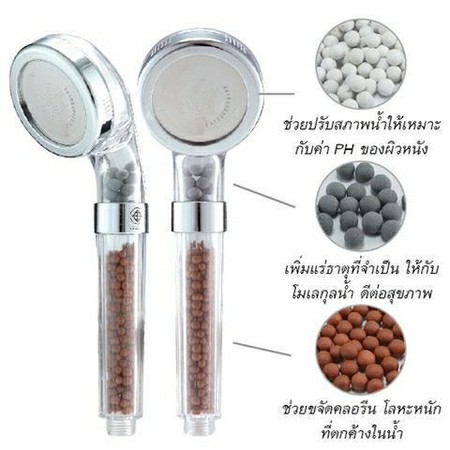 ช่วยปรับสภาพน้ำให้เหมาะ
กับค่า PH ของผิวหนัง
เพิ่มแร่ธาตุที่จำเป็น ให้กับ
โมเลกุลน้ำ ดีต่อสุขภาพ
ช่วยขจัดคลอรีน โลหะหนัก
ที่ตกค้างในน้ำ